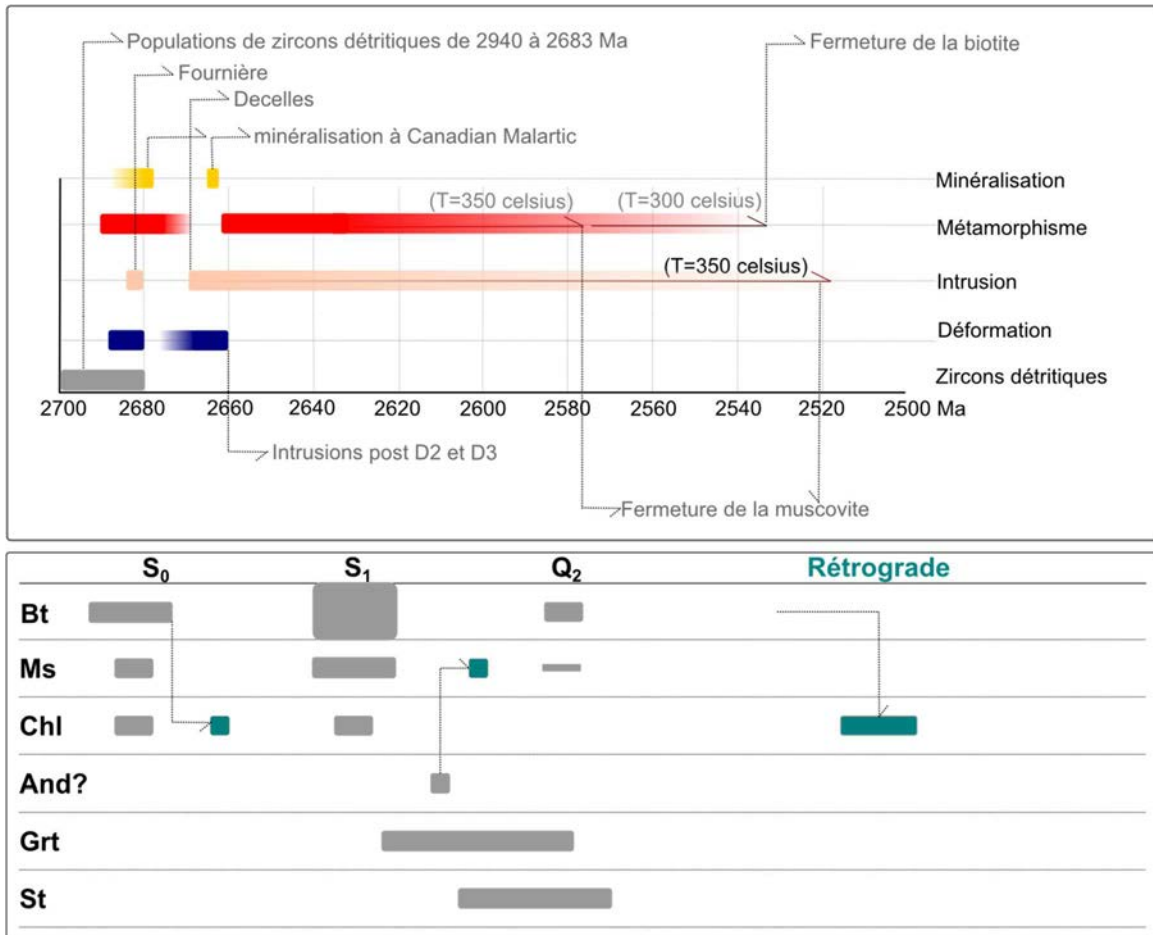 Populations de zircons détritiques de 2940 à 2683 Ma
Fermeture de la biotite
Fournière
Decelles
minéralisation à Canadian Malartic
Minéralisation
(T=350 celsius) (T=300 celsius)
Métamorphisme
(T=350 celsius)
Intrusion
Déformation
Zircons détritiques
2700 2680 2660 2640 2620 2600 2580 2560 2540 2520 2500 Ma
Intrusions post D2 et D3
Fermeture de la muscovite
S₀ S₁ Q₂ Rétrograde
Bt
Ms
Chl
And?
Grt
St